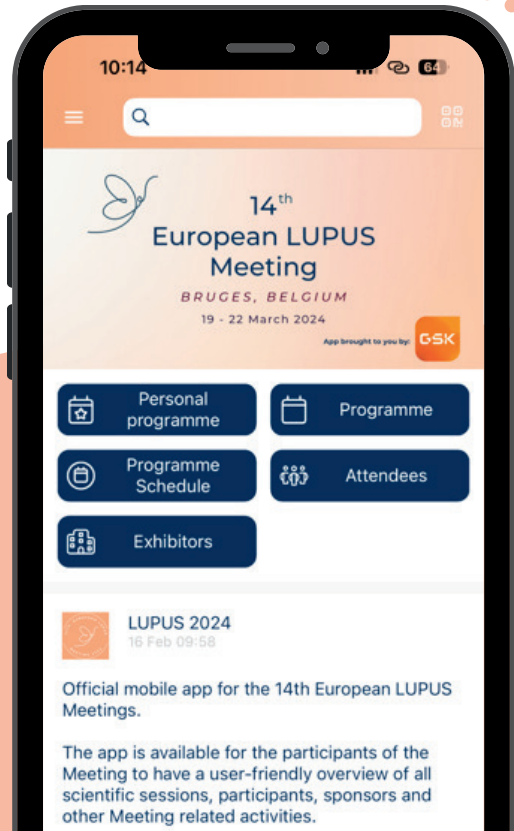 10:14
64
14th
European LUPUS
Meeting
BRUGES, BELGIUM
19 - 22 March 2024
App brought to you by:
GSK
Personal
programme
Programme
Programme
Schedule
Attendees
Exhibitors
LUPUS 2024
16 Feb 09:58
Official mobile app for the 14th European LUPUS
Meetings.
The app is available for the participants of the
Meeting to have a user-friendly overview of all
scientific sessions, participants, sponsors and
other Meeting related activities.